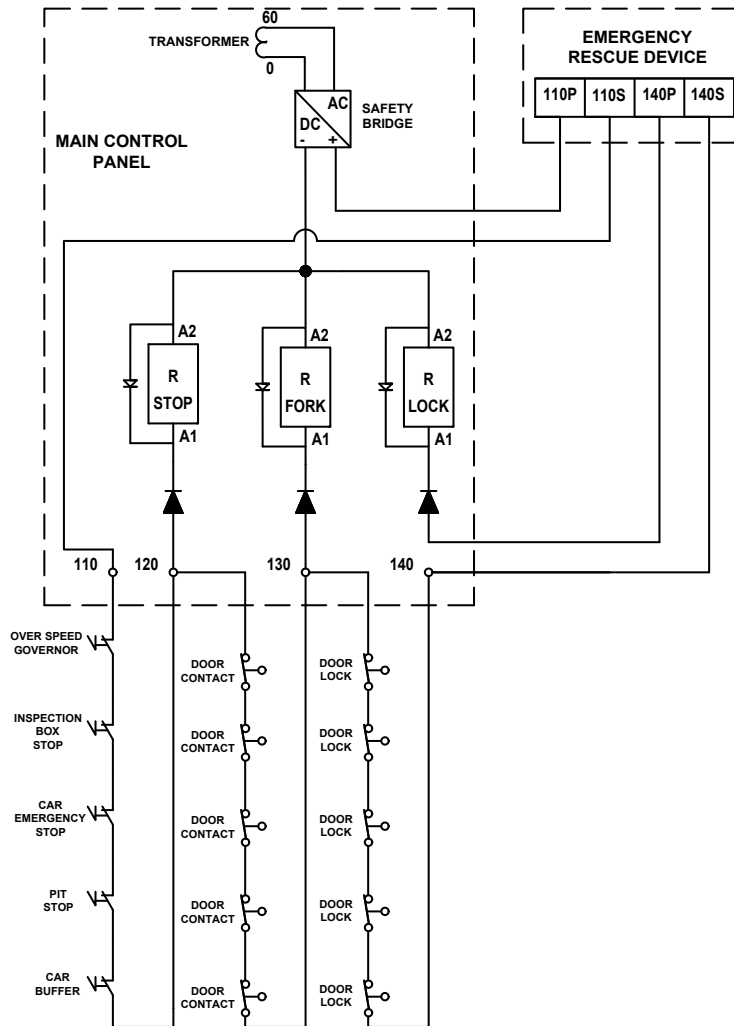 60
TRANSFORMER
0
EMERGENCY
RESCUE DEVICE
110P 110S 140P 140S
AC
DC
- +
SAFETY
BRIDGE
MAIN CONTROL
PANEL
A2
R
STOP
A1
A2
R
FORK
A1
A2
R
LOCK
A1
110 120 130 140
OVER SPEED
GOVERNOR
INSPECTION
BOX
STOP
CAR
EMERGENCY
STOP
PIT
STOP
CAR
BUFFER
DOOR
CONTACT
DOOR
CONTACT
DOOR
CONTACT
DOOR
CONTACT
DOOR
CONTACT
DOOR
LOCK
DOOR
LOCK
DOOR
LOCK
DOOR
LOCK
DOOR
LOCK